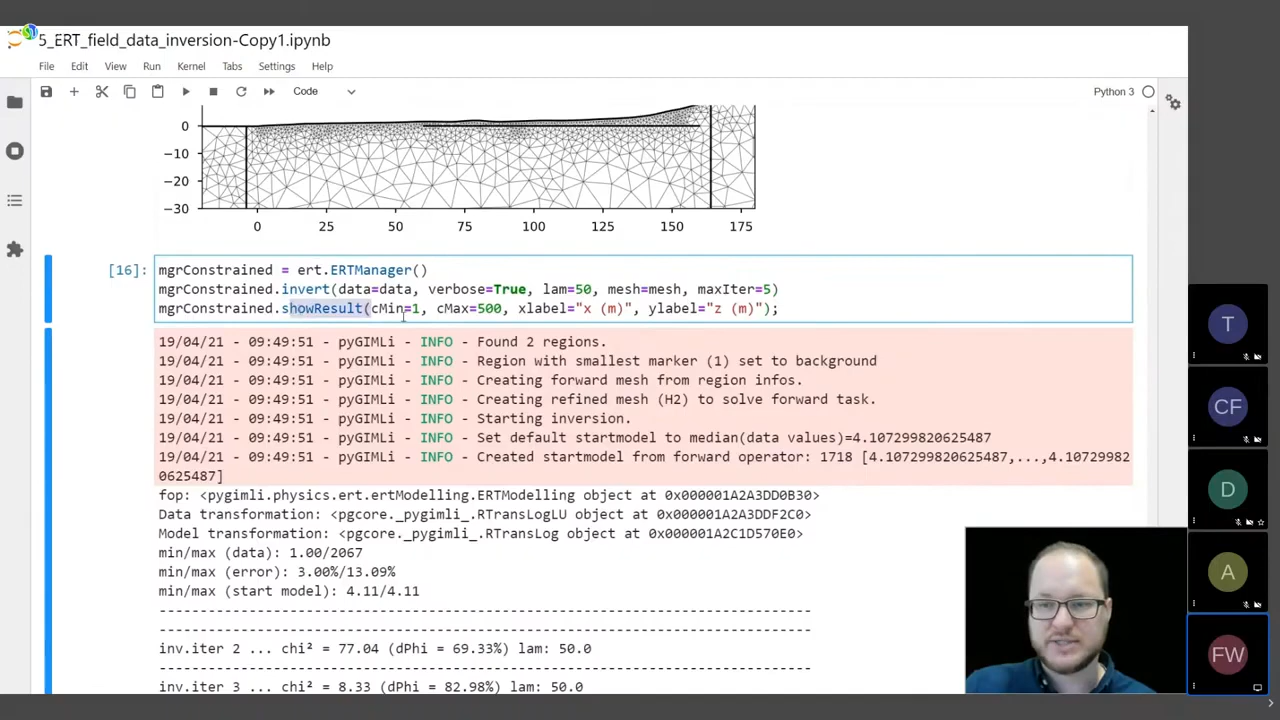 5_ERT_field_data_inversion-Copy1.ipynb
File Edit View Run Kernel Tabs Settings Help
Code
Python 3
0
−10
−20
−30
0 25 50 75 100 125 150 175
[16]:
mgrConstrained = ert.ERTManager()
mgrConstrained.invert(data=data, verbose=True, lam=50, mesh=mesh, maxIter=5)
mgrConstrained.showResult(cMin=1, cMax=500, xlabel="x (m)", ylabel="z (m)");
19/04/21 - 09:49:51 - pyGIMLi - INFO - Found 2 regions.
19/04/21 - 09:49:51 - pyGIMLi - INFO - Region with smallest marker (1) set to background
19/04/21 - 09:49:51 - pyGIMLi - INFO - Creating forward mesh from region infos.
19/04/21 - 09:49:51 - pyGIMLi - INFO - Creating refined mesh (H2) to solve forward task.
19/04/21 - 09:49:51 - pyGIMLi - INFO - Starting inversion.
19/04/21 - 09:49:51 - pyGIMLi - INFO - Set default startmodel to median(data values)=4.107299820625487
19/04/21 - 09:49:51 - pyGIMLi - INFO - Created startmodel from forward operator: 1718 [4.107299820625487,...,4.10729982
0625487]
fop: <pygimli.physics.ert.ertModelling.ERTModelling object at 0x000001A2A3DD0B30>
Data transformation: <pgcore._pygimli_.RTransLogLU object at 0x000001A2A3DDF2C0>
Model transformation: <pgcore._pygimli_.RTransLog object at 0x000001A2C1D570E0>
min/max (data): 1.00/2067
min/max (error): 3.00%/13.09%
min/max (start model): 4.11/4.11
--------------------------------------------------------------------------------
--------------------------------------------------------------------------------
inv.iter 2 ... chi² = 77.04 (dPhi = 69.33%) lam: 50.0
--------------------------------------------------------------------------------
inv.iter 3 ... chi² = 8.33 (dPhi = 82.98%) lam: 50.0
T
CF
D
A
FW